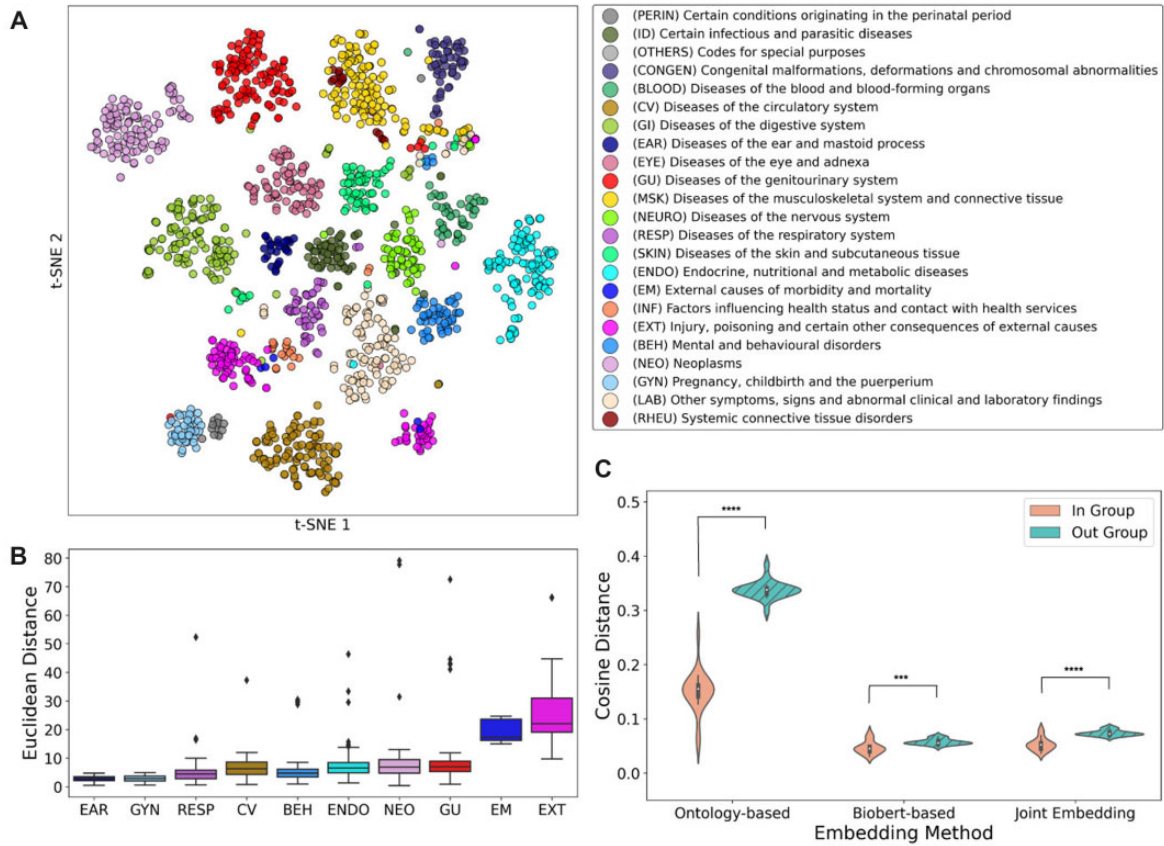 A
t-SNE 2
t-SNE 1
(PERIN) Certain conditions originating in the perinatal period
(ID) Certain infectious and parasitic diseases
(OTHERS) Codes for special purposes
(CONGEN) Congenital malformations, deformations and chromosomal abnormalities
(BLOOD) Diseases of the blood and blood-forming organs
(CV) Diseases of the circulatory system
(GI) Diseases of the digestive system
(EAR) Diseases of the ear and mastoid process
(EYE) Diseases of the eye and adnexa
(GU) Diseases of the genitourinary system
(MSK) Diseases of the musculoskeletal system and connective tissue
(NEURO) Diseases of the nervous system
(RESP) Diseases of the respiratory system
(SKIN) Diseases of the skin and subcutaneous tissue
(ENDO) Endocrine, nutritional and metabolic diseases
(EM) External causes of morbidity and mortality
(INF) Factors influencing health status and contact with health services
(EXT) Injury, poisoning and certain other consequences of external causes
(BEH) Mental and behavioural disorders
(NEO) Neoplasms
(GYN) Pregnancy, childbirth and the puerperium
(LAB) Other symptoms, signs and abnormal clinical and laboratory findings
(RHEU) Systemic connective tissue disorders
B
Euclidean Distance
80
70
60
50
40
30
20
10
0
EAR GYN RESP CV BEH ENDO NEO GU EM EXT
C
Cosine Distance
0.5
0.4
0.3
0.2
0.1
0.0
In Group
Out Group
****
***
****
Ontology-based Biobert-based Joint Embedding
Embedding Method